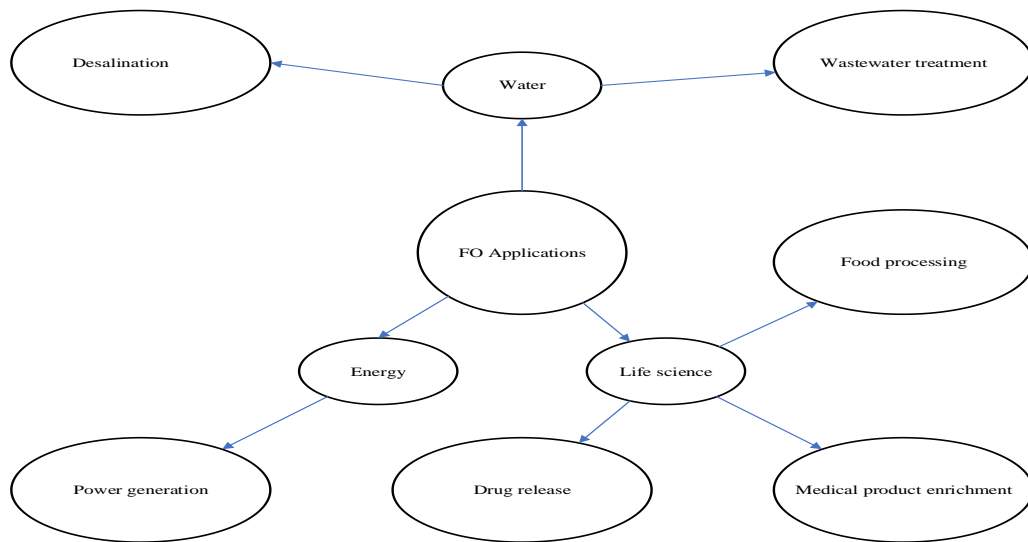 Desalination
Water
Wastewater treatment
FO Applications
Food processing
Energy
Life science
Power generation
Drug release
Medical product enrichment